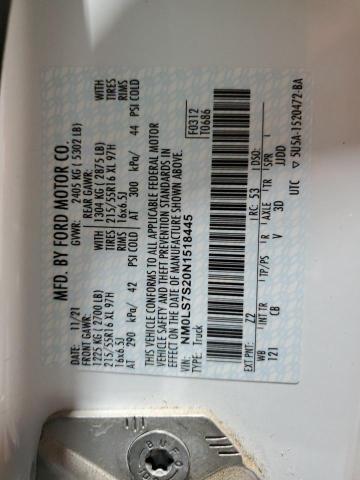 MFD. BY FORD MOTOR CO.
DATE: 11/21 GVWR: 2405 KG ( 5302 LB)
FRONT GAWR: REAR GAWR: WITH
1225 KG ( 2700 LB) 1304 KG ( 2875 LB) TIRES
215/55R16 XL 97H 215/55R16 XL 97H RIMS
16x6.5J 16x6.5J
AT 290 kPa/ 42 PSI COLD AT 300 kPa/ 44 PSI COLD
WITH
TIRES
RIMS
THIS VEHICLE CONFORMS TO ALL APPLICABLE FEDERAL MOTOR
VEHICLE SAFETY AND THEFT PREVENTION STANDARDS IN
EFFECT ON THE DATE OF MANUFACTURE SHOWN ABOVE.
VIN: NM0LS7S20N1518445
TYPE: Truck
F0312
T0686
EXT PNT: Z2 RC: 53 DSO:
WB INT TR TP/PS R AXLE TR SPR
121 CB V 3D JJDD
UTC ▽ 5U5A-1520472-BA